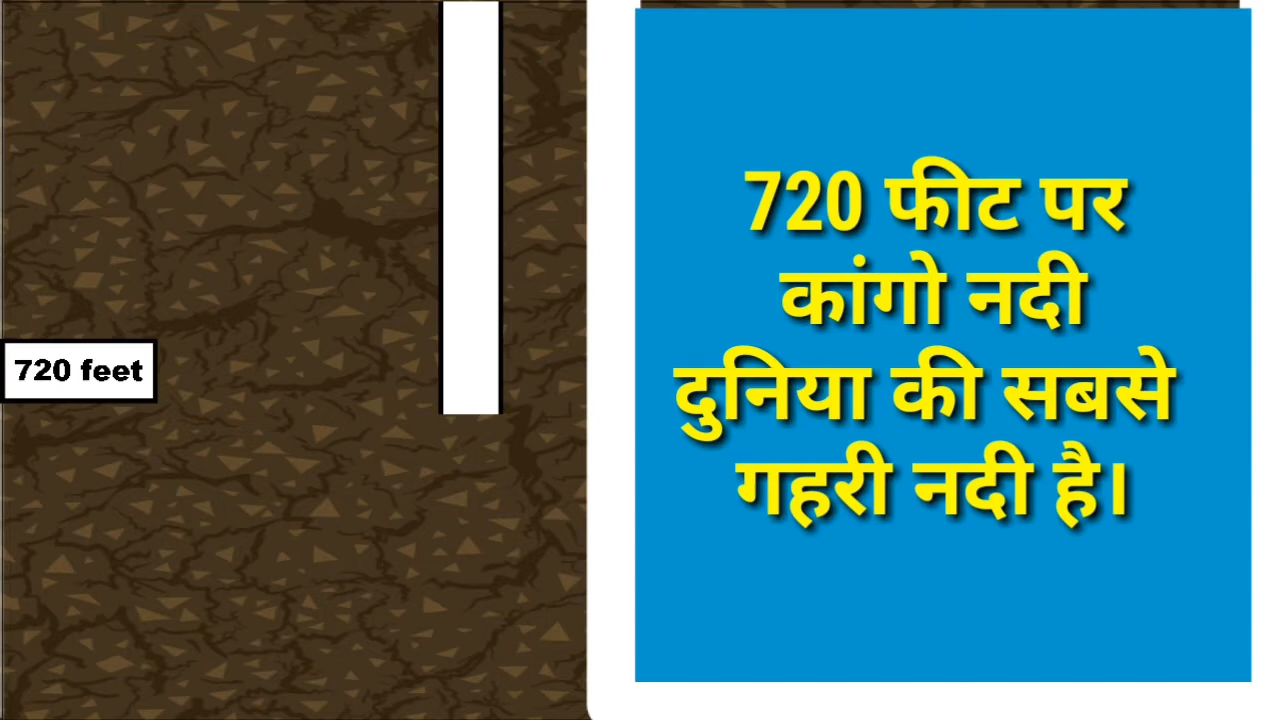 720 feet
720 फीट पर
कांगो नदी
दुनिया की सबसे
गहरी नदी है।